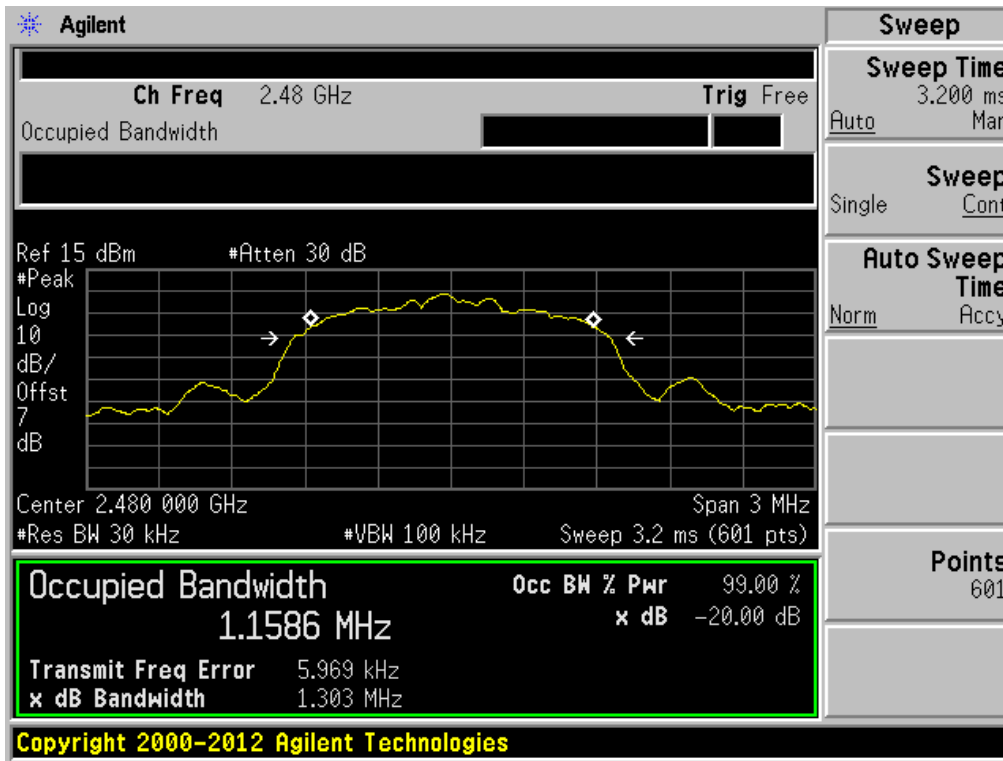 Agilent
Ch Freq 2.48 GHz Trig Free
Occupied Bandwidth
Ref 15 dBm #Atten 30 dB
#Peak
Log
10
dB/
Offst
7
dB
Center 2.480 000 GHz Span 3 MHz
#Res BW 30 kHz #VBW 100 kHz Sweep 3.2 ms (601 pts)
Occupied Bandwidth
1.1586 MHz
Occ BW % Pwr 99.00 %
x dB -20.00 dB
Transmit Freq Error 5.969 kHz
x dB Bandwidth 1.303 MHz
Copyright 2000-2012 Agilent Technologies
Sweep
Sweep Time
3.200 ms
Auto Man
Sweep
Single Cont
Auto Sweep
Time
Norm Accy
Points
601